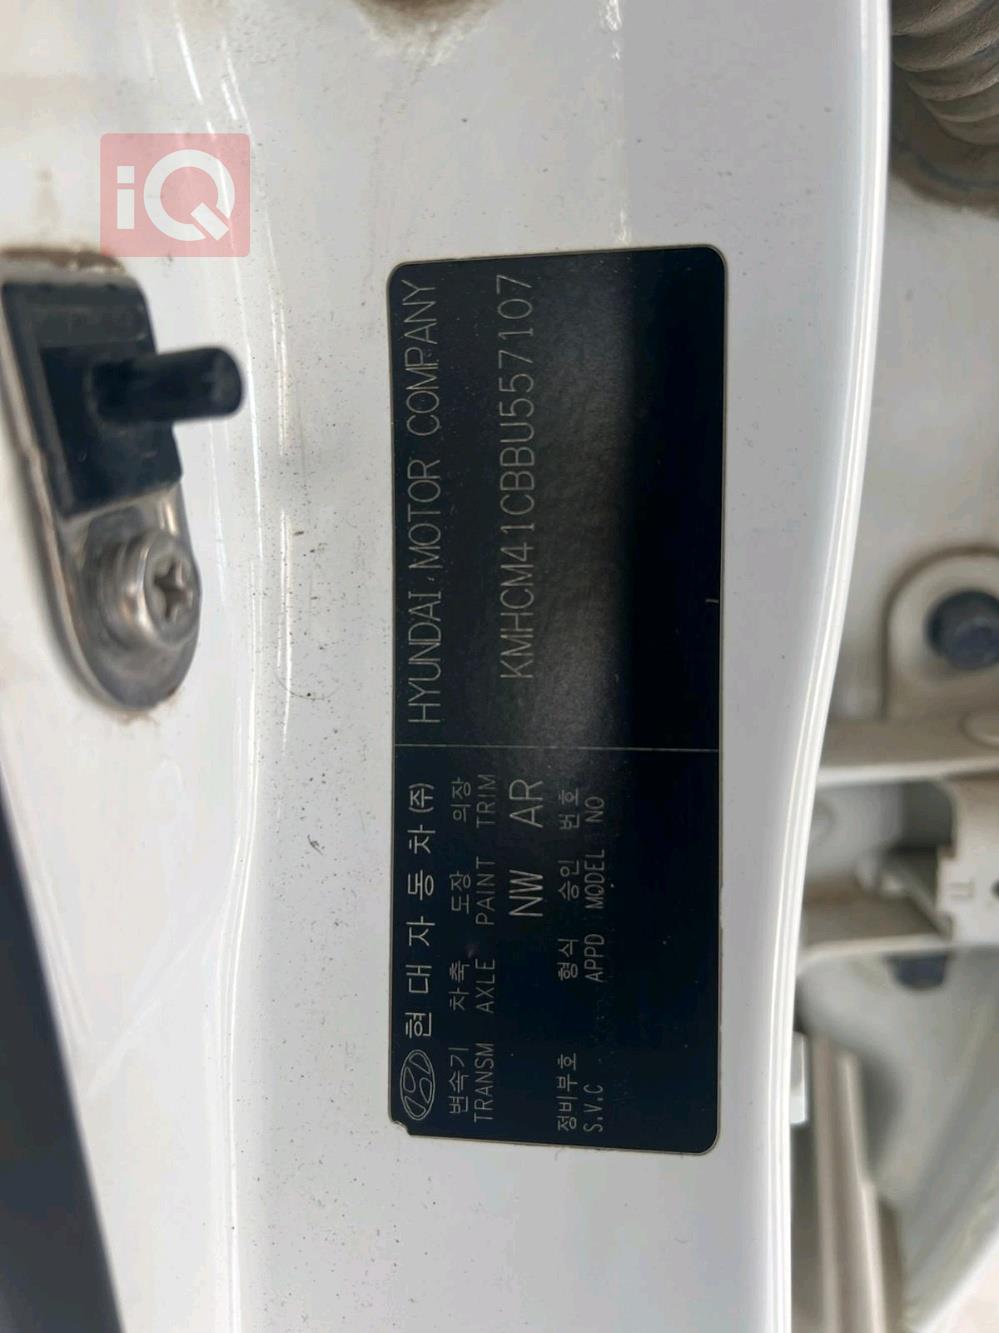 iQ
현대자동차(주) HYUNDAI MOTOR COMPANY
변속기 차축 도장 의장
TRANSM AXLE PAINT TRIM
KMHCM41CBBU557107
NW AR
정비부호 형식 승인 번호
S.V.C APPD MODEL NO